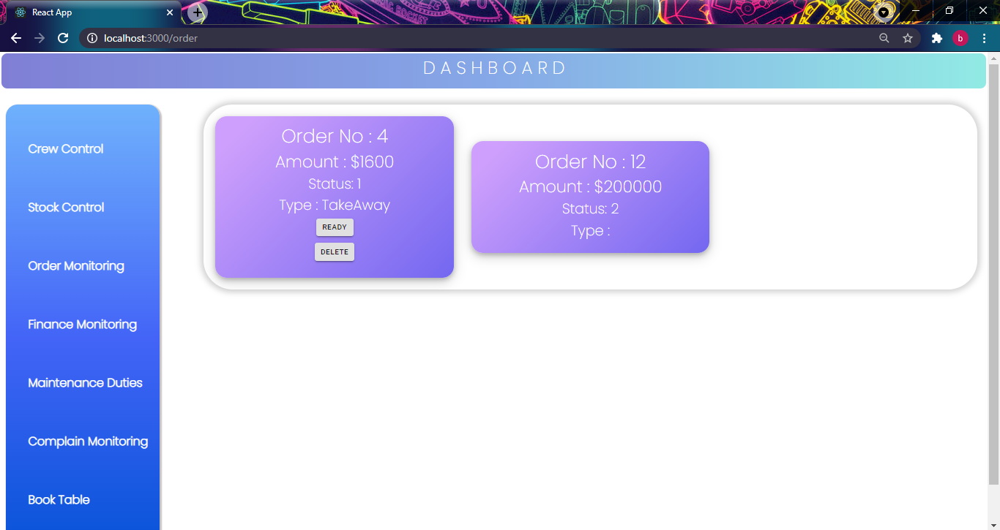 React App
localhost:3000/order
b
DASHBOARD
Crew Control
Stock Control
Order Monitoring
Finance Monitoring
Maintenance Duties
Complain Monitoring
Book Table
Order No : 4
Amount : $1600
Status: 1
Type : TakeAway
READY
DELETE
Order No : 12
Amount : $200000
Status: 2
Type :